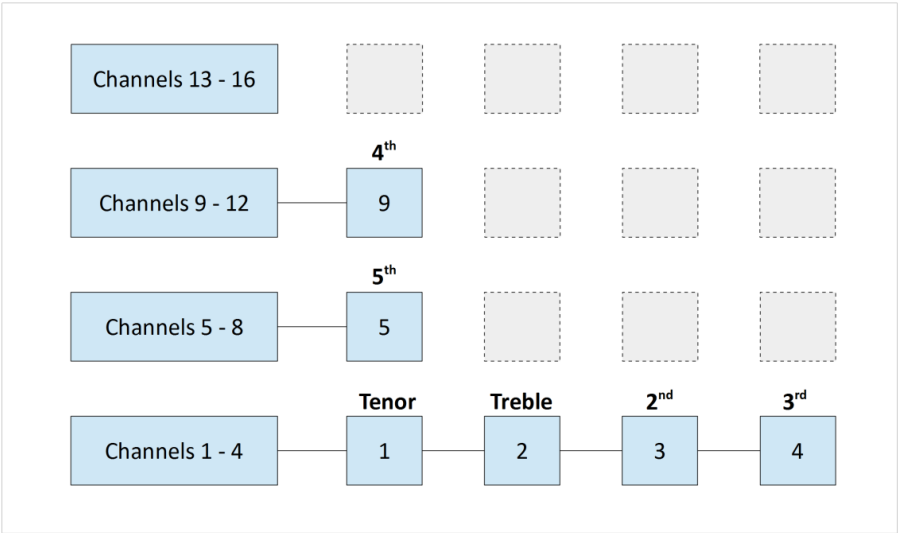 Channels 13 - 16
4th
Channels 9 - 12
9
5th
Channels 5 - 8
5
Tenor Treble 2nd 3rd
Channels 1 - 4
1 2 3 4